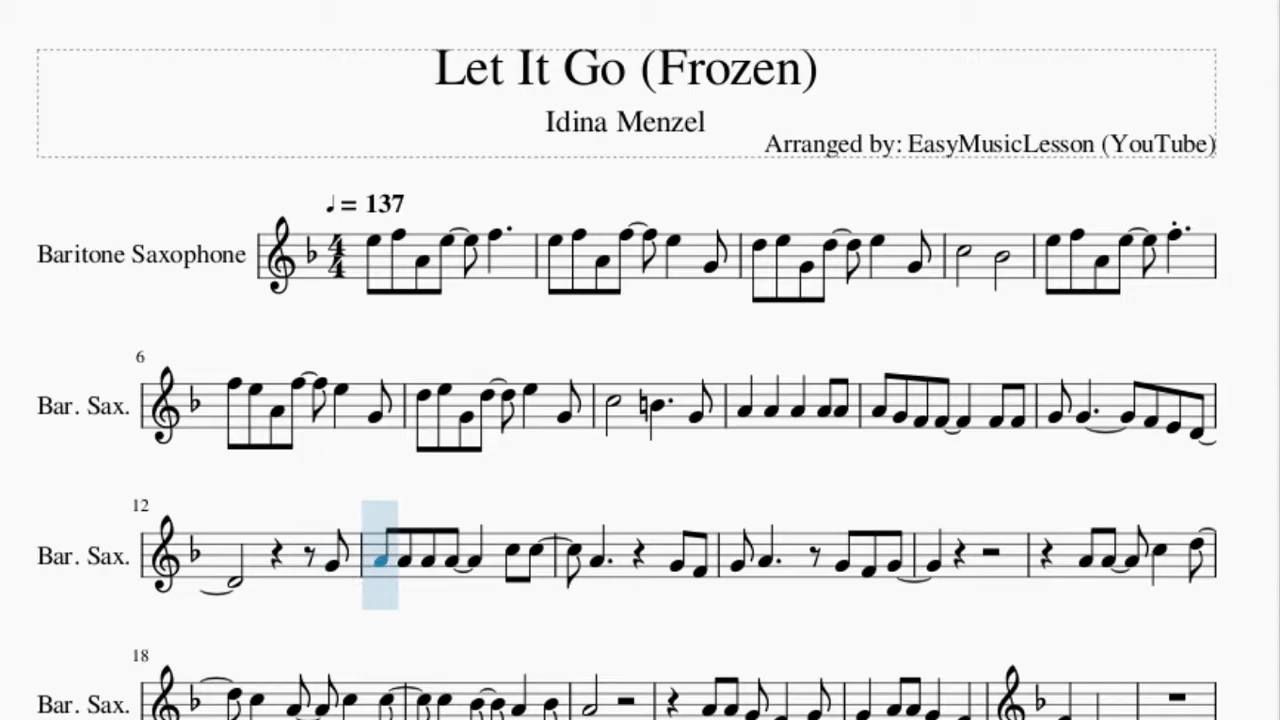 Let It Go (Frozen)
Idina Menzel
Arranged by: EasyMusicLesson (YouTube)
♩ = 137
Baritone Saxophone
6
Bar. Sax.
12
Bar. Sax.
18
Bar. Sax.